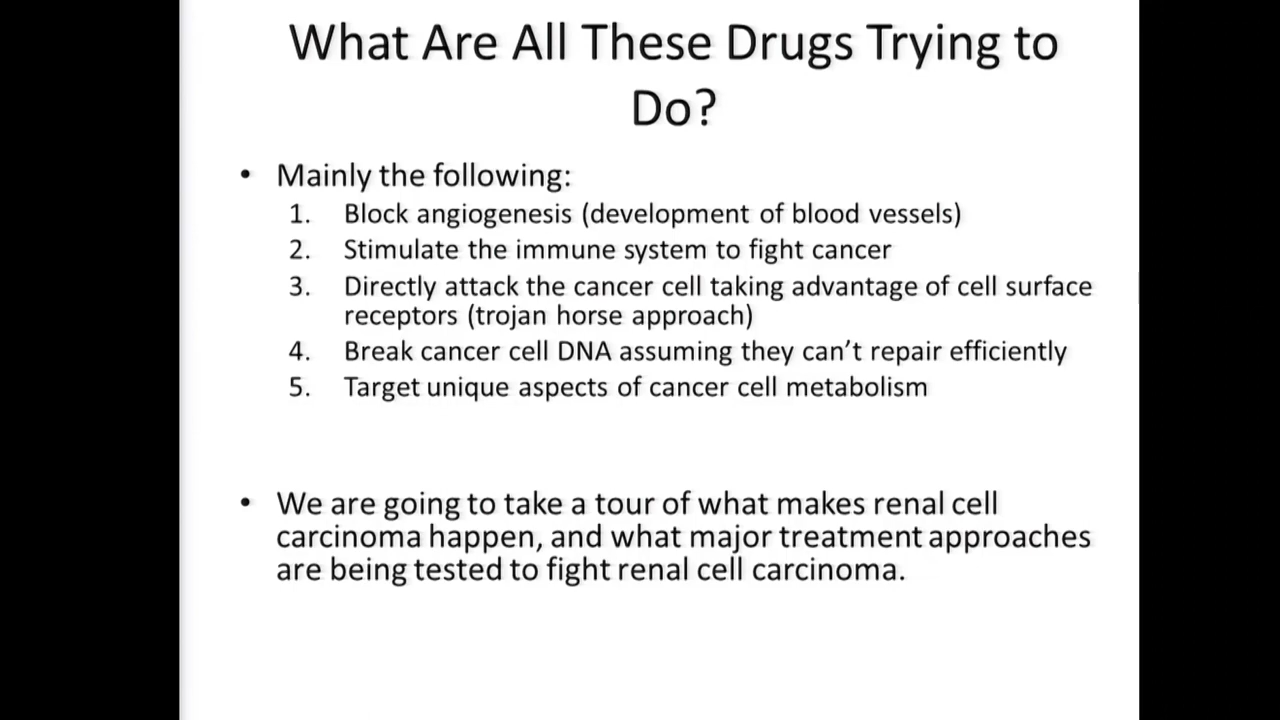 What Are All These Drugs Trying to
Do?
• Mainly the following:
1. Block angiogenesis (development of blood vessels)
2. Stimulate the immune system to fight cancer
3. Directly attack the cancer cell taking advantage of cell surface
receptors (trojan horse approach)
4. Break cancer cell DNA assuming they can’t repair efficiently
5. Target unique aspects of cancer cell metabolism
• We are going to take a tour of what makes renal cell
carcinoma happen, and what major treatment approaches
are being tested to fight renal cell carcinoma.